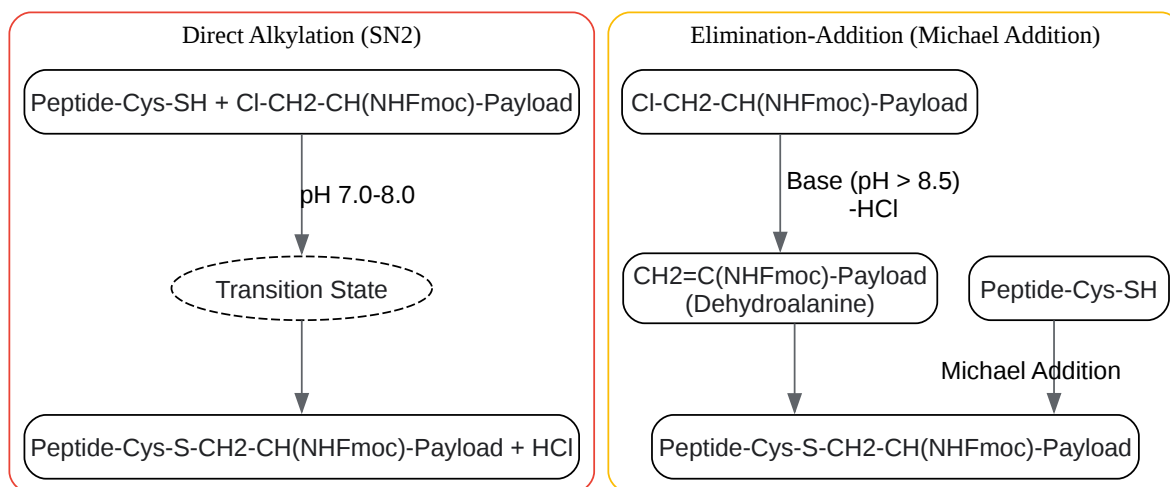 Direct Alkylation (SN2)
Peptide-Cys-SH + Cl-CH2-CH(NHFmoc)-Payload
pH 7.0-8.0
Transition State
Peptide-Cys-S-CH2-CH(NHFmoc)-Payload + HCl
Elimination-Addition (Michael Addition)
Cl-CH2-CH(NHFmoc)-Payload
Base (pH > 8.5)
-HCl
CH2=C(NHFmoc)-Payload
(Dehydroalanine)
Peptide-Cys-SH
Michael Addition
Peptide-Cys-S-CH2-CH(NHFmoc)-Payload